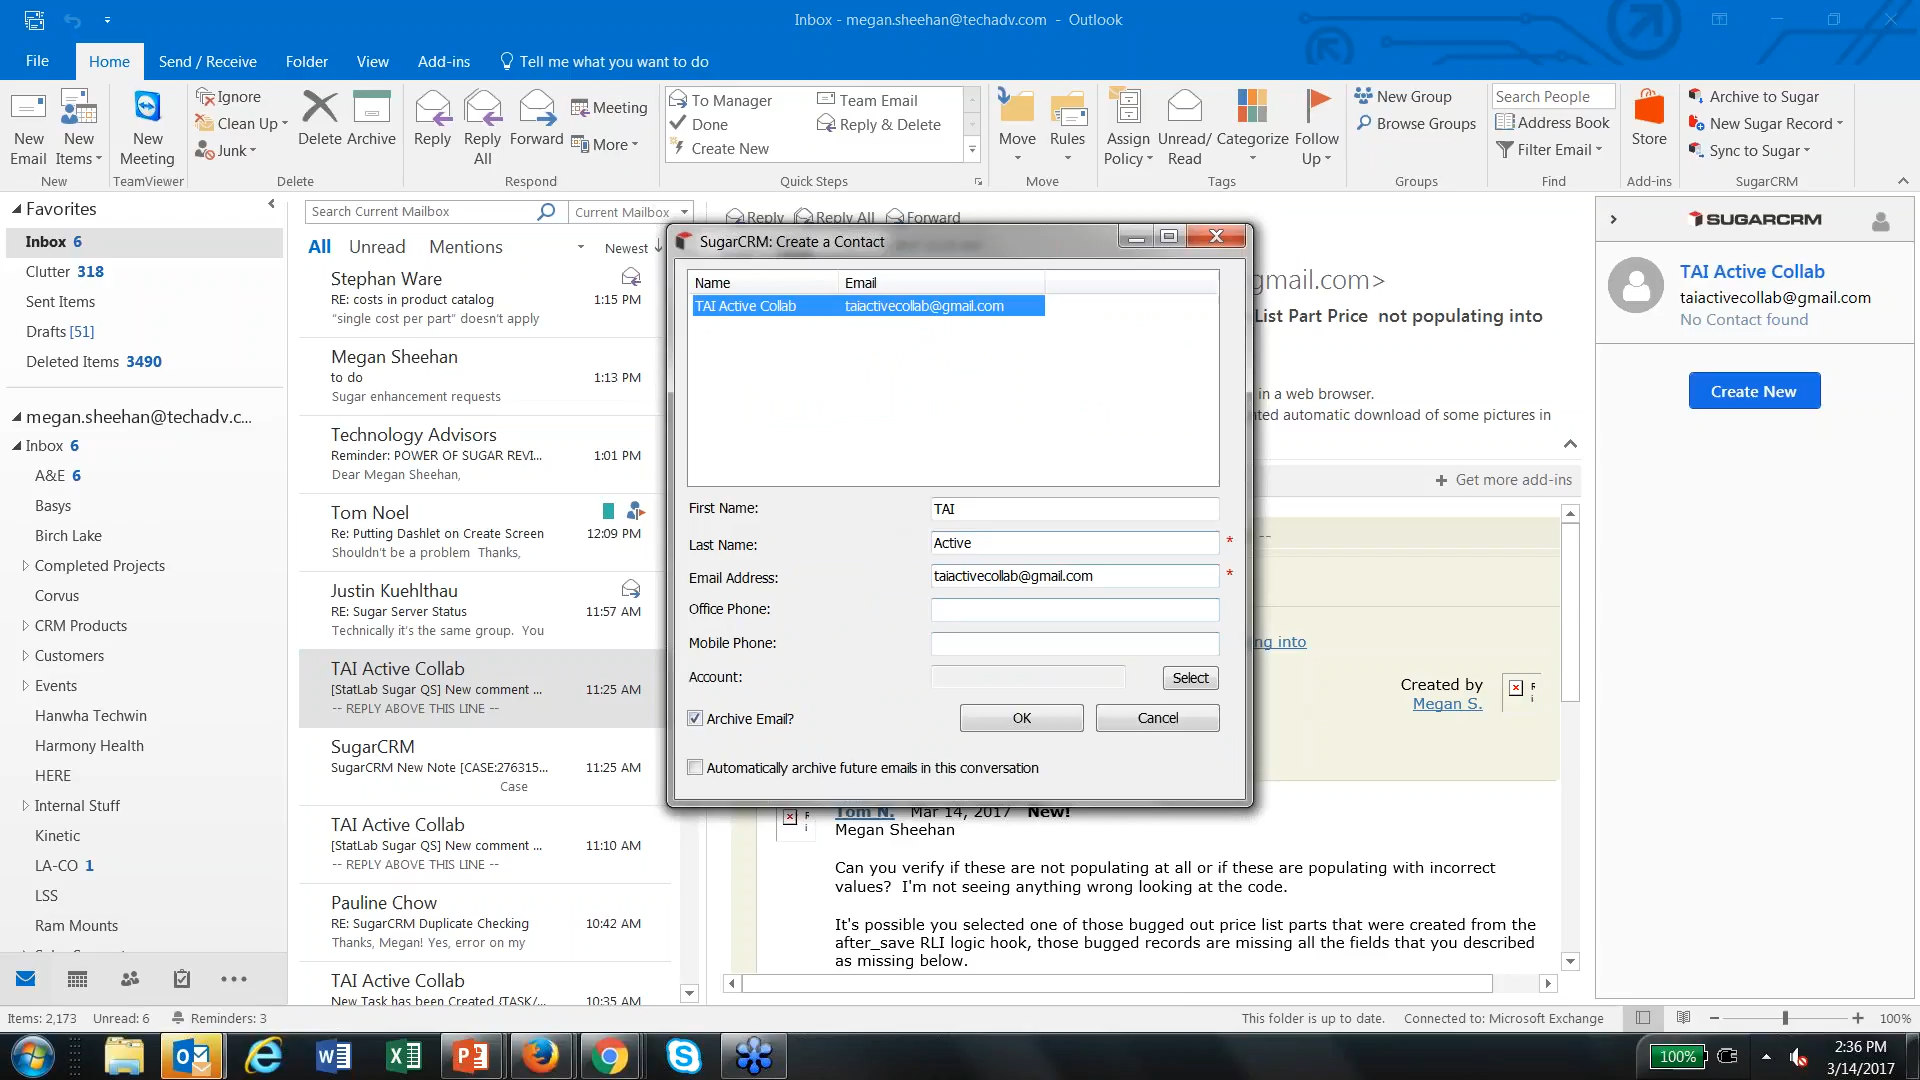 Inbox - megan.sheehan@techadv.com - Outlook
File
Home
Send / Receive
Folder
View
Add-ins
Tell me what you want to do
New
Email
New
Items
New
New
Meeting
TeamViewer
Ignore
Clean Up
Junk
Delete
Archive
Delete
Reply
Reply
All
Forward
Meeting
More
Respond
To Manager
Done
Create New
Team Email
Reply & Delete
Quick Steps
Move
Rules
Move
Assign
Policy
Unread/
Read
Categorize
Follow
Up
Tags
New Group
Browse Groups
Groups
Search People
Address Book
Filter Email
Find
Store
Add-ins
Archive to Sugar
New Sugar Record
Sync to Sugar
SugarCRM
Favorites
Inbox 6
Clutter 318
Sent Items
Drafts [51]
Deleted Items 3490
megan.sheehan@techadv.c...
Inbox 6
A&E 6
Basys
Birch Lake
Completed Projects
Corvus
CRM Products
Customers
Events
Hanwha Techwin
Harmony Health
HERE
Internal Stuff
Kinetic
LA-CO 1
LSS
Ram Mounts
Search Current Mailbox
Current Mailbox
All Unread Mentions
Newest
Stephan Ware
RE: costs in product catalog 1:15 PM
"single cost per part" doesn't apply
Megan Sheehan
to do 1:13 PM
Sugar enhancement requests
Technology Advisors
Reminder: POWER OF SUGAR REVI... 1:01 PM
Dear Megan Sheehan,
Tom Noel
Re: Putting Dashlet on Create Screen 12:09 PM
Shouldn't be a problem Thanks,
Justin Kuehlthau
RE: Sugar Server Status 11:57 AM
Technically it's the same group. You
TAI Active Collab
[StatLab Sugar QS] New comment ... 11:25 AM
-- REPLY ABOVE THIS LINE --
SugarCRM
SugarCRM New Note [CASE:276315... 11:25 AM
Case
TAI Active Collab
[StatLab Sugar QS] New comment ... 11:10 AM
-- REPLY ABOVE THIS LINE --
Pauline Chow
RE: SugarCRM Duplicate Checking 10:42 AM
Thanks, Megan! Yes, error on my
TAI Active Collab
New Task has been Created {TASK/... 10:35 AM
Reply Reply All Forward
gmail.com>
List Part Price not populating into
in a web browser.
nted automatic download of some pictures in
Get more add-ins
--
ng into
Created by
Megan S.
SugarCRM: Create a Contact
Name Email
TAI Active Collab taiactivecollab@gmail.com
First Name: TAI
Last Name: Active *
Email Address: taiactivecollab@gmail.com *
Office Phone:
Mobile Phone:
Account: Select
Archive Email? OK Cancel
Automatically archive future emails in this conversation
Tom N. Mar 14, 2017 New!
Megan Sheehan
Can you verify if these are not populating at all or if these are populating with incorrect
values? I'm not seeing anything wrong looking at the code.
It's possible you selected one of those bugged out price list parts that were created from the
after_save RLI logic hook, those bugged records are missing all the fields that you described
as missing below.
SUGARCRM
TAI Active Collab
taiactivecollab@gmail.com
No Contact found
Create New
Items: 2,173 Unread: 6 Reminders: 3
This folder is up to date. Connected to: Microsoft Exchange
100%
100%
2:36 PM
3/14/2017